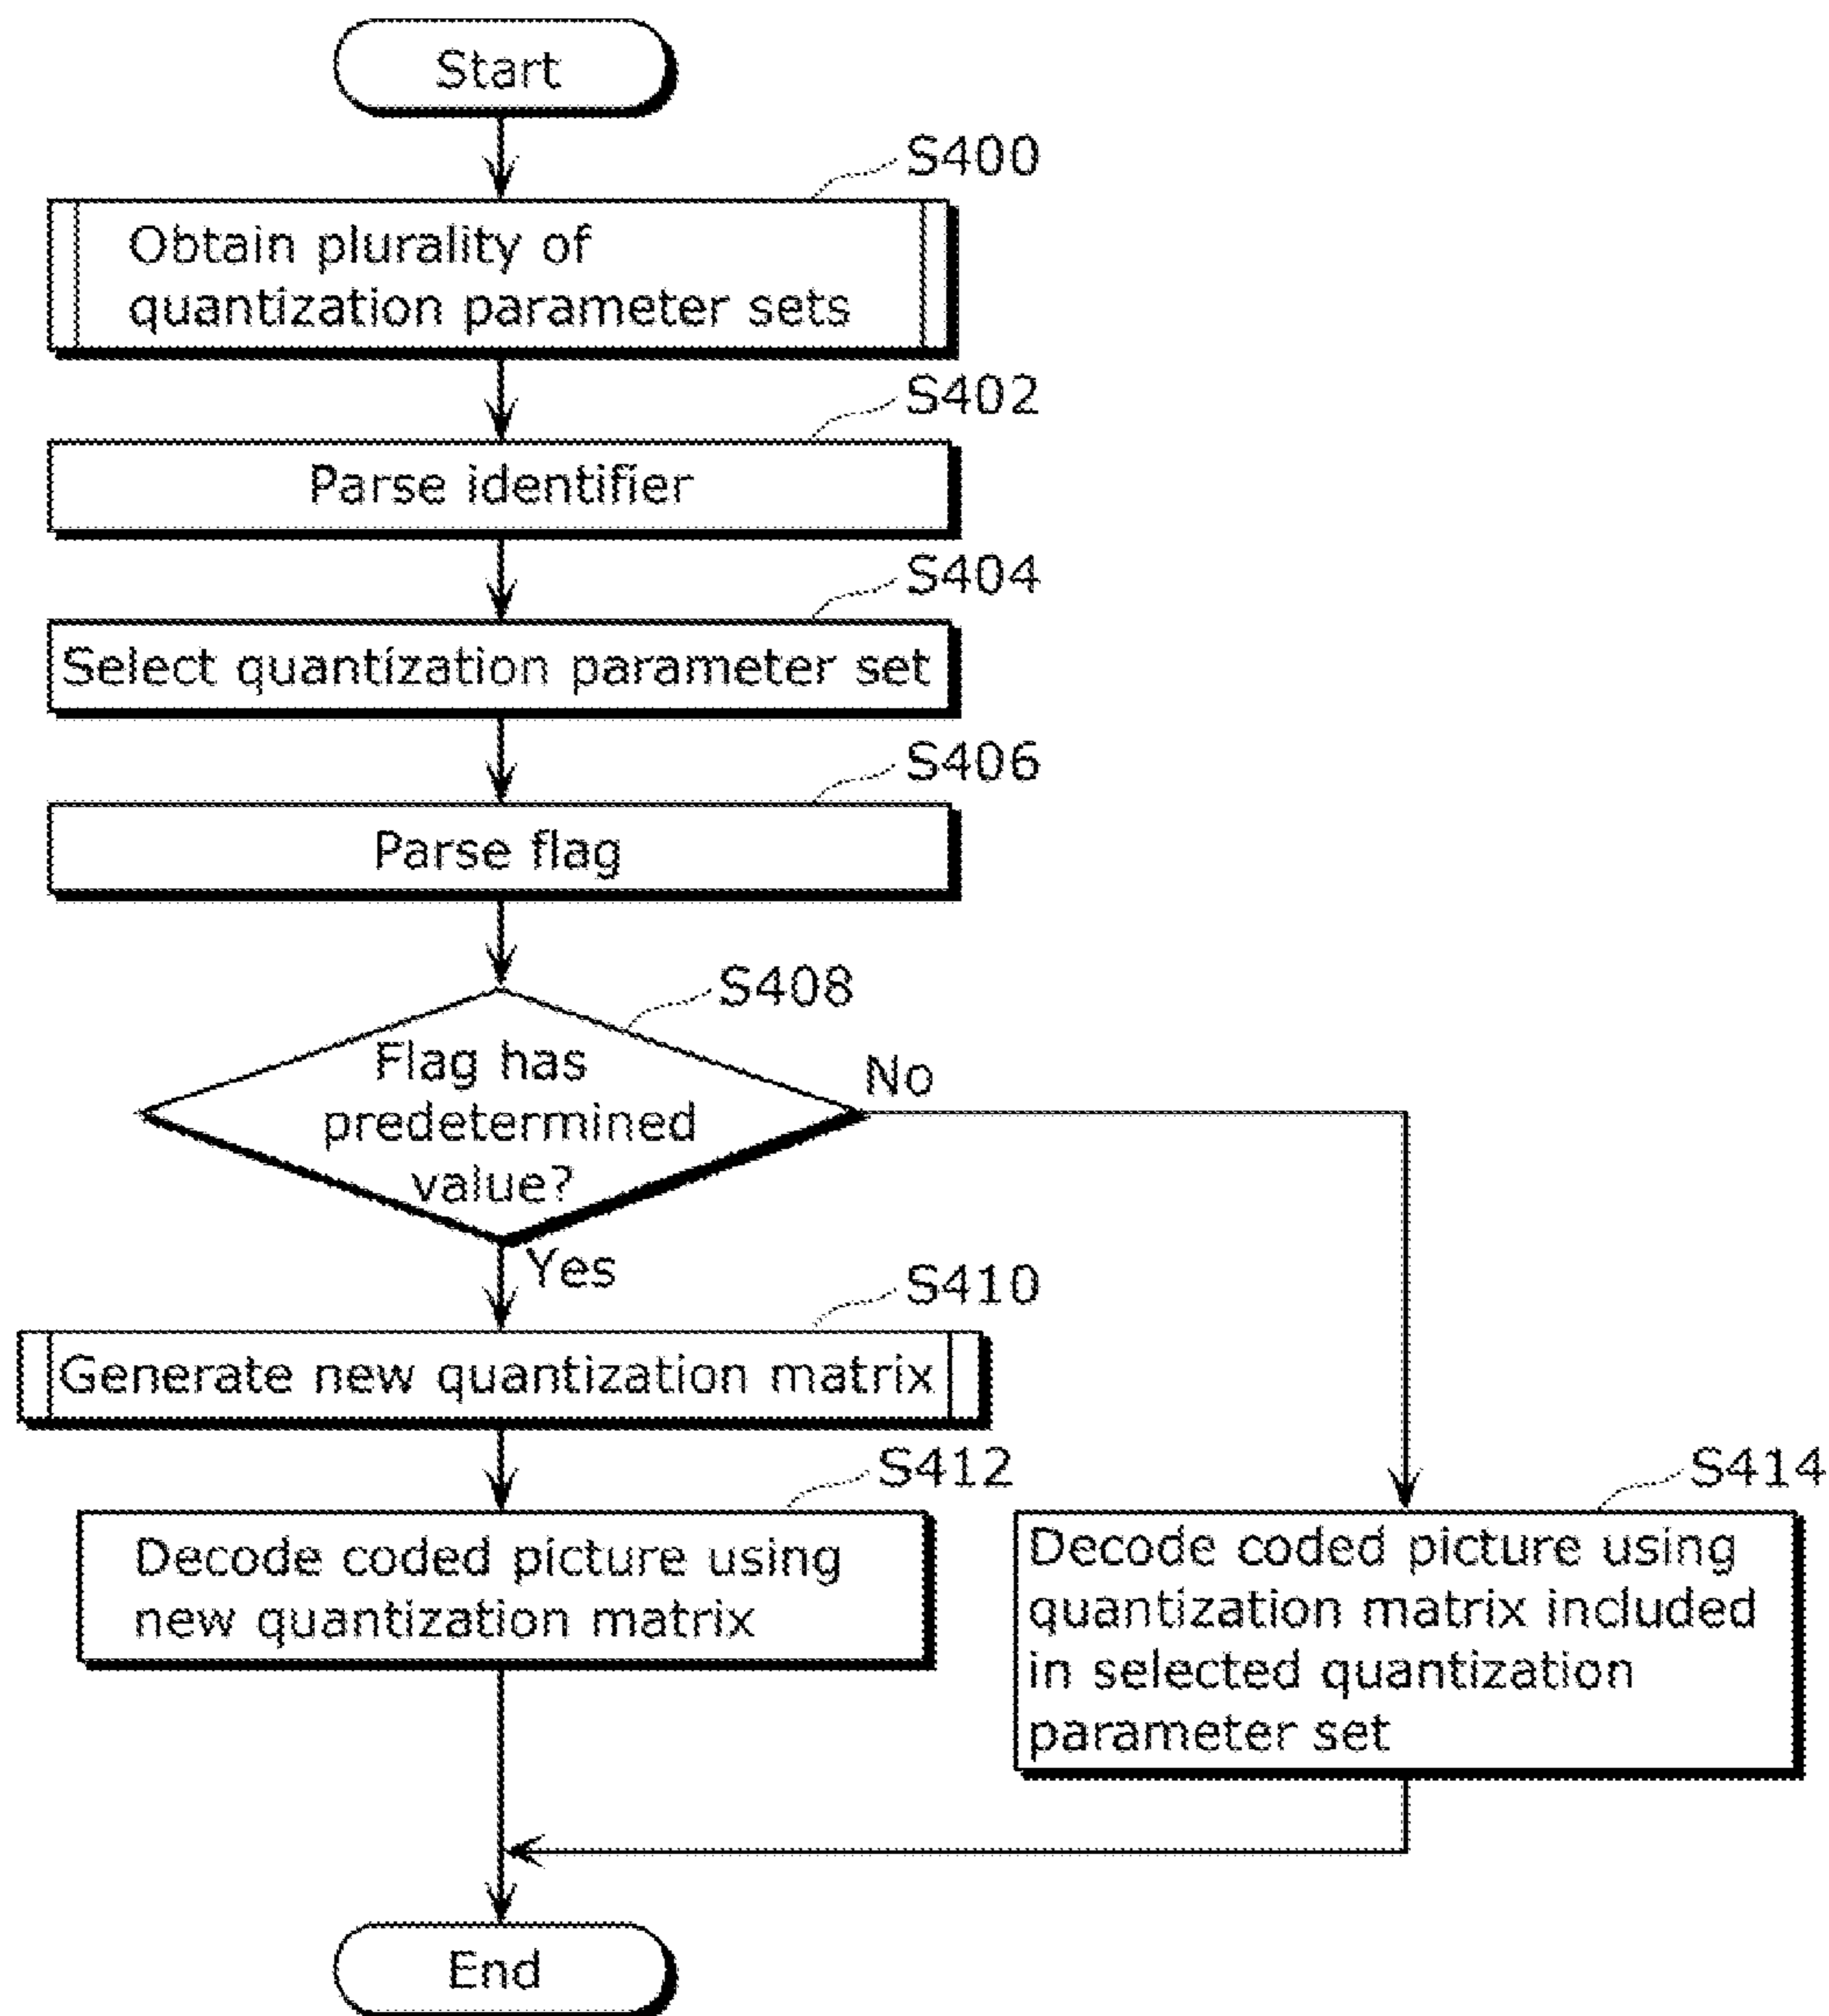 Start
S400
Obtain plurality of
quantization parameter sets
S402
Parse identifier
S404
Select quantization parameter set
S406
Parse flag
S408
Flag has
predetermined
value?
No
Yes
S410
Generate new quantization matrix
S412
Decode coded picture using
new quantization matrix
S414
Decode coded picture using
quantization matrix included
in selected quantization
parameter set
End